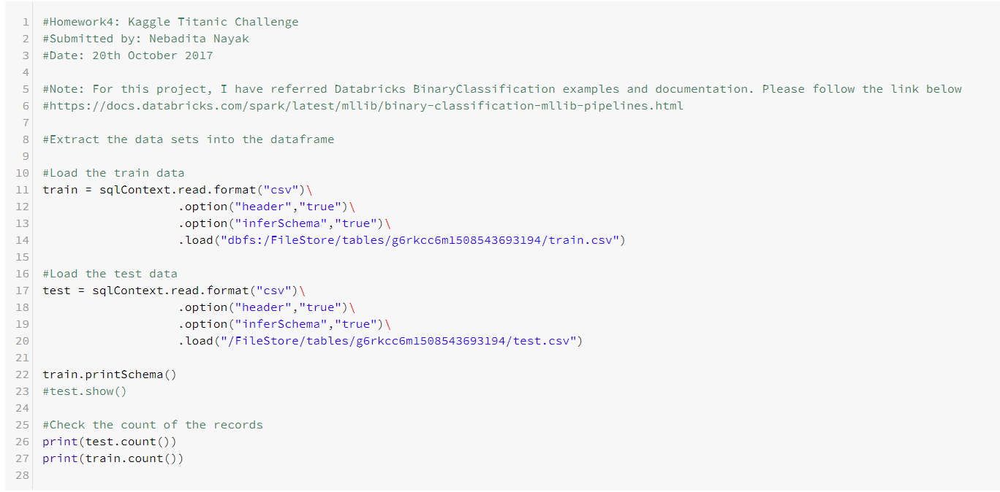 1 #Homework4: Kaggle Titanic Challenge
2 #Submitted by: Nebadita Nayak
3 #Date: 20th October 2017
4
5 #Note: For this project, I have referred Databricks BinaryClassification examples and documentation. Please follow the link below
6 #https://docs.databricks.com/spark/latest/mllib/binary-classification-mllib-pipelines.html
7
8 #Extract the data sets into the dataframe
9
10 #Load the train data
11 train = sqlContext.read.format("csv")\
12                    .option("header","true")\
13                    .option("inferSchema","true")\
14                    .load("dbfs:/FileStore/tables/g6rkcc6m1508543693194/train.csv")
15
16 #Load the test data
17 test = sqlContext.read.format("csv")\
18                    .option("header","true")\
19                    .option("inferSchema","true")\
20                    .load("/FileStore/tables/g6rkcc6m1508543693194/test.csv")
21
22 train.printSchema()
23 #test.show()
24
25 #Check the count of the records
26 print(test.count())
27 print(train.count())
28